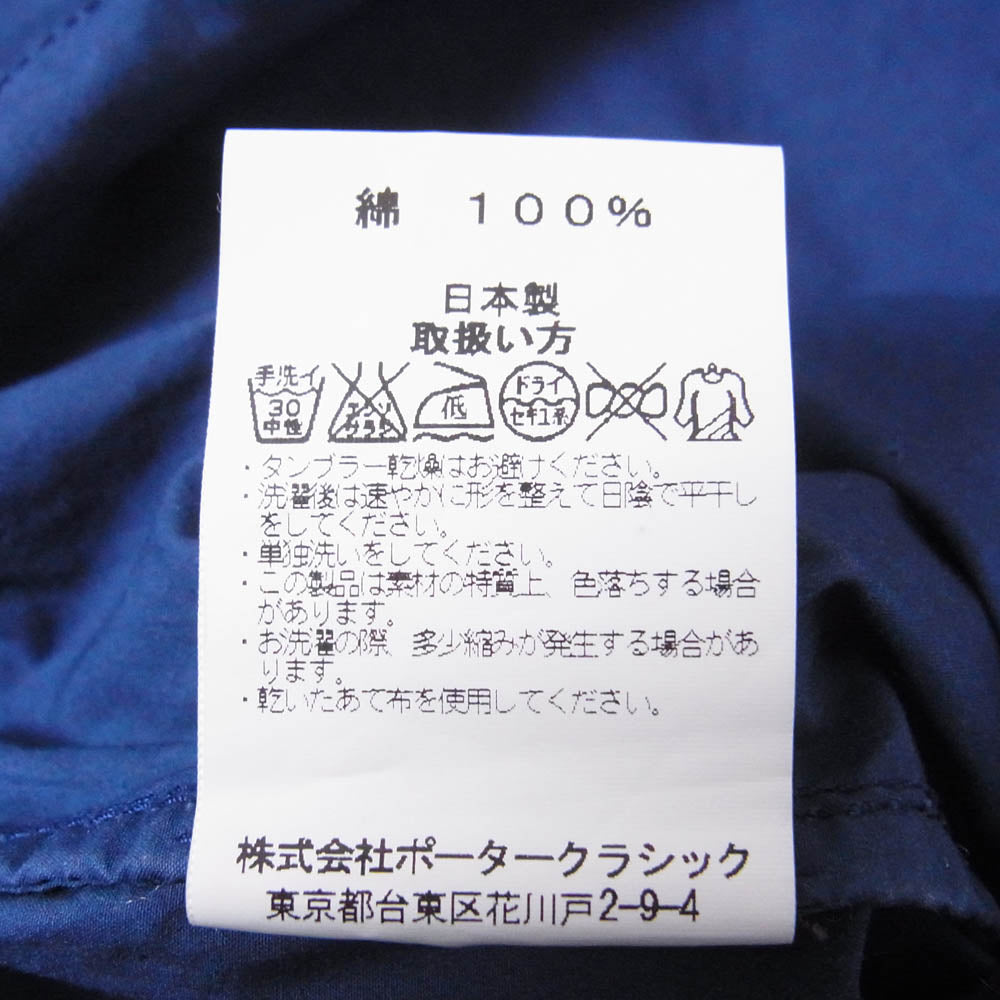 綿　１００％
日本製
取扱い方
手洗イ エンソ 低 ドライ
30 サラシ セキユ系
中性
・タンブラー乾燥はお避けください。
・洗濯後は速やかに形を整えて日陰で平干し
をしてください。
・単独洗いをしてください。
・この製品は素材の特質上、色落ちする場合
があります。
・お洗濯の際、多少縮みが発生する場合があ
ります。
・乾いたあて布を使用してください。
株式会社ポータークラシック
東京都台東区花川戸2-9-4